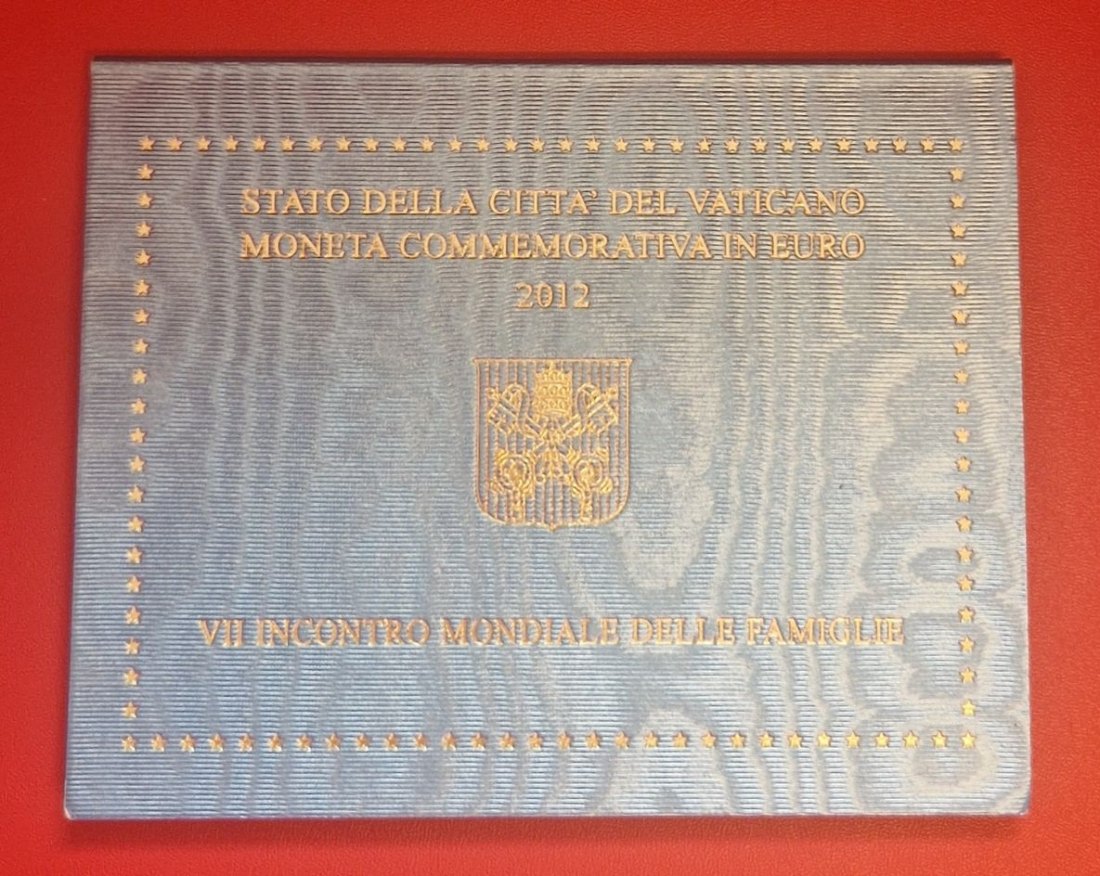 STATO DELLA CITTA' DEL VATICANO
MONETA COMMEMORATIVA IN EURO
2012
VII INCONTRO MONDIALE DELLE FAMIGLIE